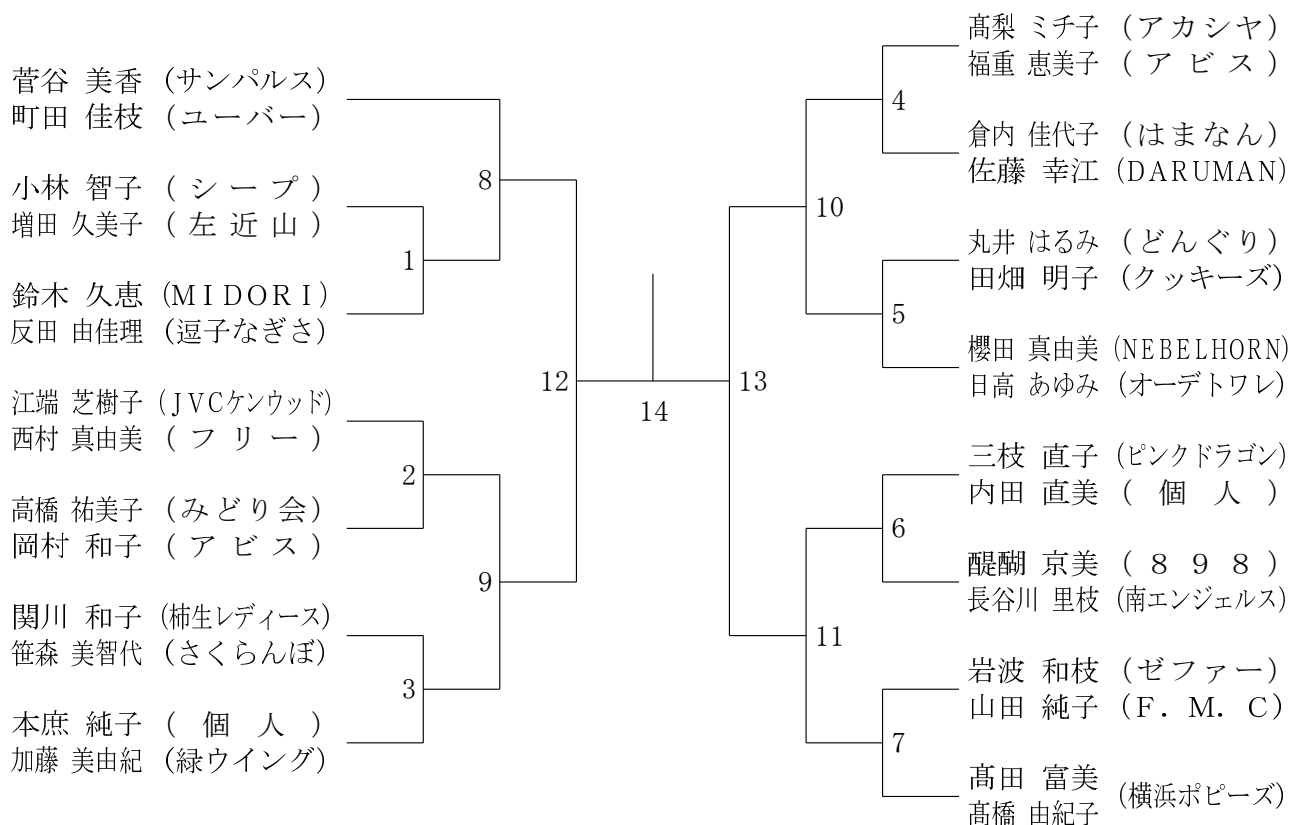 菅谷 美香 (サンパルス)
町田 佳枝 (ユーバー)
8
小林 智子 (シープ)
増田 久美子 (左近山)
1
鈴木 久恵 (MIDORI)
反田 由佳理 (逗子なぎさ)
12
江端 芝樹子 (JVCケンウッド)
西村 真由美 (フリー)
2
高橋 祐美子 (みどり会)
岡村 和子 (アビス)
9
関川 和子 (柿生レディース)
笹森 美智代 (さくらんぼ)
3
本庶 純子 (個人)
加藤 美由紀 (緑ウイング)
14
髙梨 ミチ子 (アカシヤ)
福重 恵美子 (アビス)
4
倉内 佳代子 (はまなん)
佐藤 幸江 (DARUMAN)
10
丸井 はるみ (どんぐり)
田畑 明子 (クッキーズ)
5
櫻田 真由美 (NEBELHORN)
日高 あゆみ (オーデトワレ)
13
三枝 直子 (ピンクドラゴン)
内田 直美 (個人)
6
醍醐 京美 (898)
長谷川 里枝 (南エンジェルス)
11
岩波 和枝 (ゼファー)
山田 純子 (F.M.C)
7
髙田 富美 (横浜ポピーズ)
髙橋 由紀子